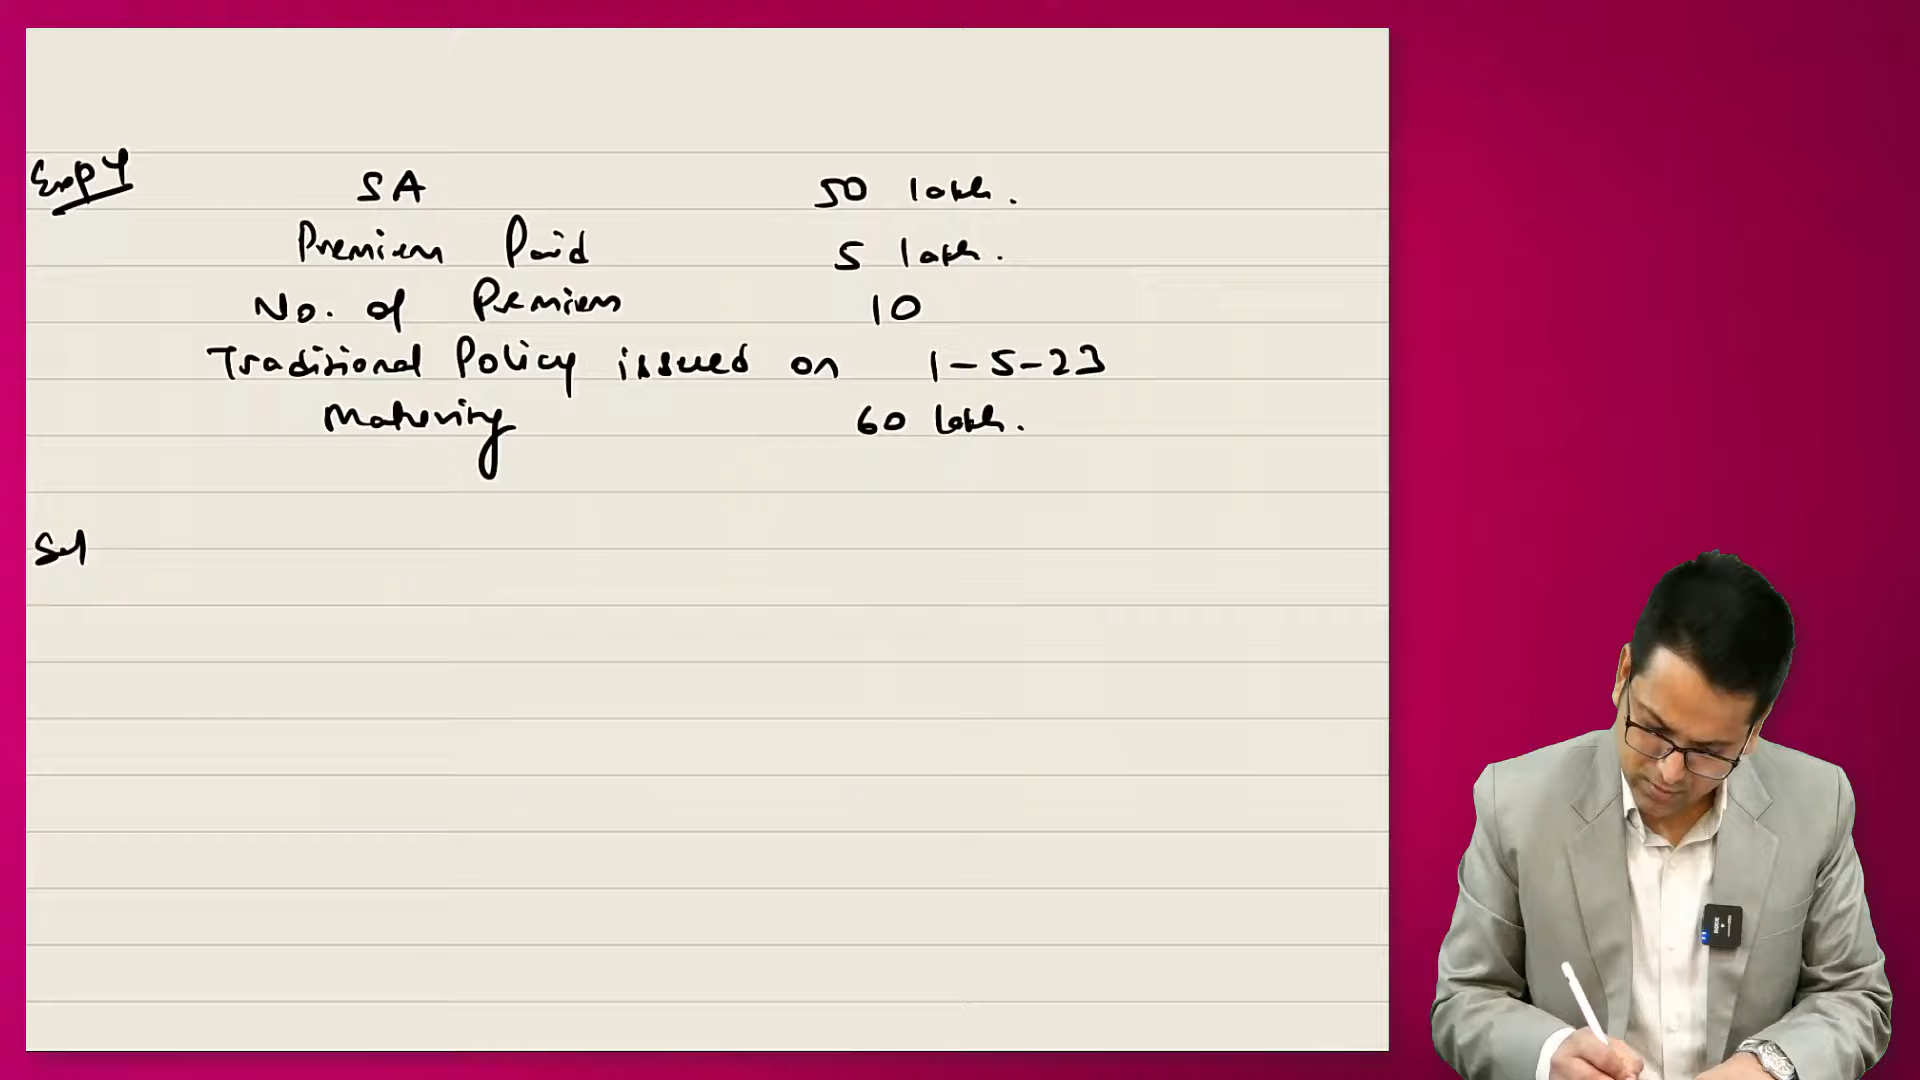 Exp 4 SA 50 lakh.
Premium Paid 5 lakh.
No. of Premium 10
Traditional Policy issued on 1-5-23
Maturity 60 lakh.
Sol